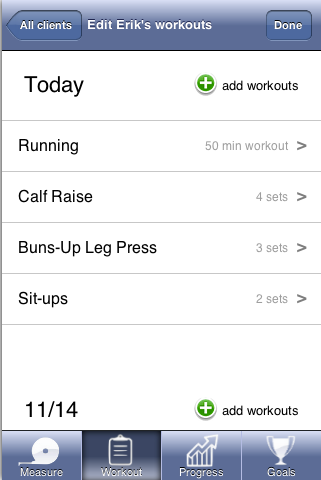 All clients Edit Erik's workouts Done
Today add workouts
Running 50 min workout >
Calf Raise 4 sets >
Buns-Up Leg Press 3 sets >
Sit-ups 2 sets >
11/14 add workouts
Measure Workout Progress Goals